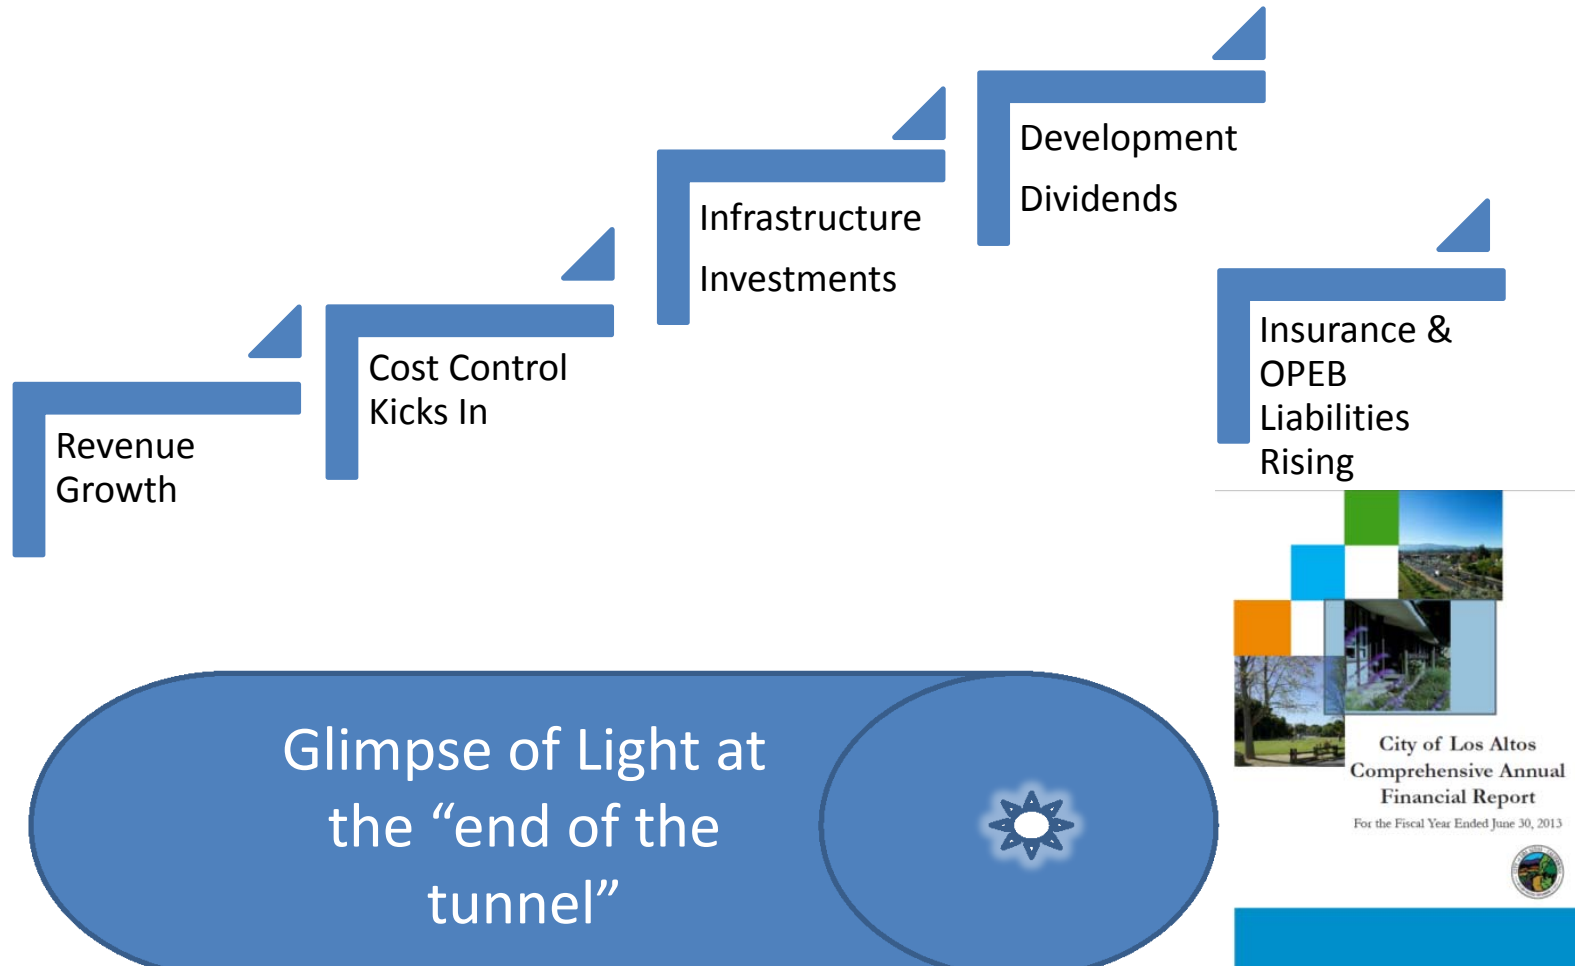 Development
Dividends
Infrastructure
Investments
Insurance &
OPEB
Liabilities
Rising
Cost Control
Kicks In
Revenue
Growth
Glimpse of Light at
the “end of the
tunnel”
City of Los Altos
Comprehensive Annual
Financial Report
For the Fiscal Year Ended June 30, 2013